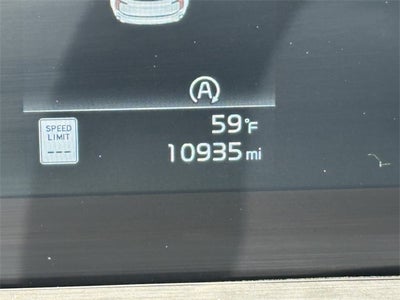 A
59°F
SPEED
LIMIT
---
10935 mi